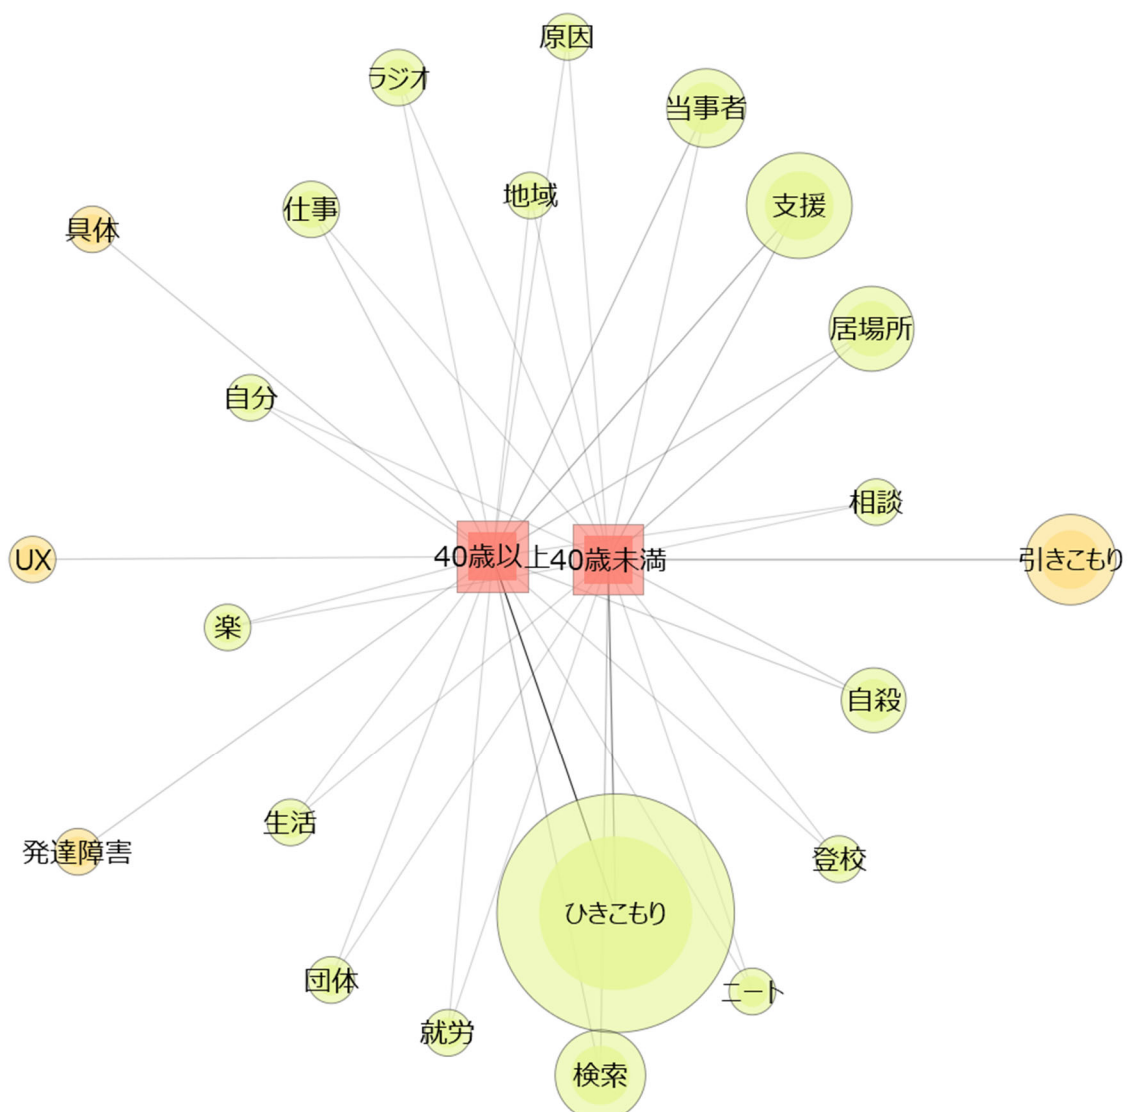 原因
ラジオ
当事者
地域
支援
仕事
具体
居場所
自分
相談
40歳以上
40歳未満
引きこもり
UX
楽
自殺
生活
発達障害
登校
ひきこもり
団体
ニート
就労
検索